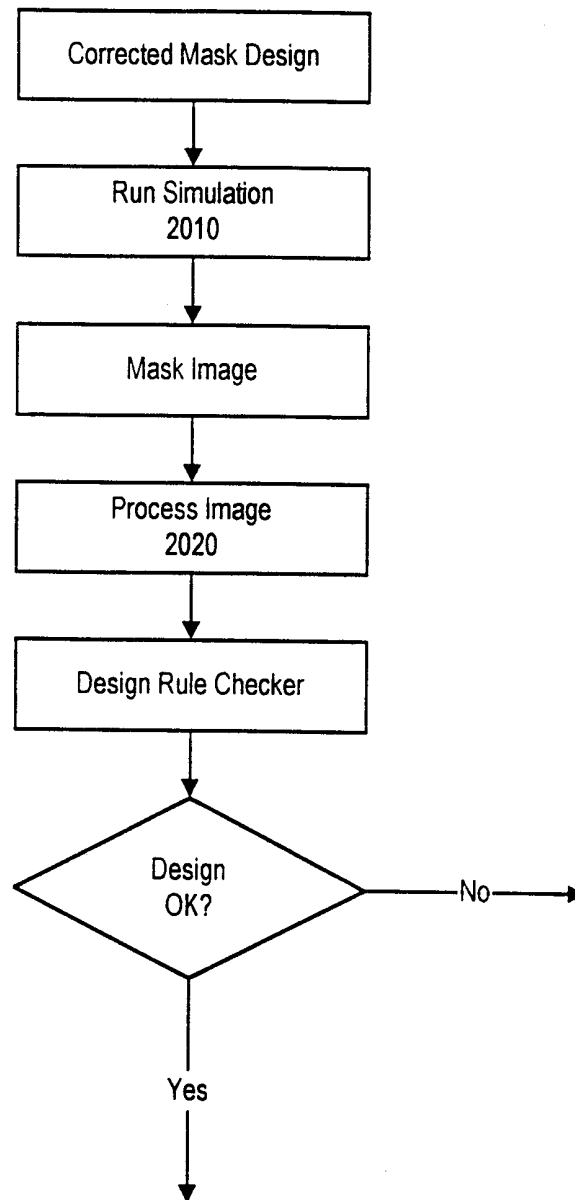 Corrected Mask Design
Run Simulation
2010
Mask Image
Process Image
2020
Design Rule Checker
Design
OK?
No
Yes